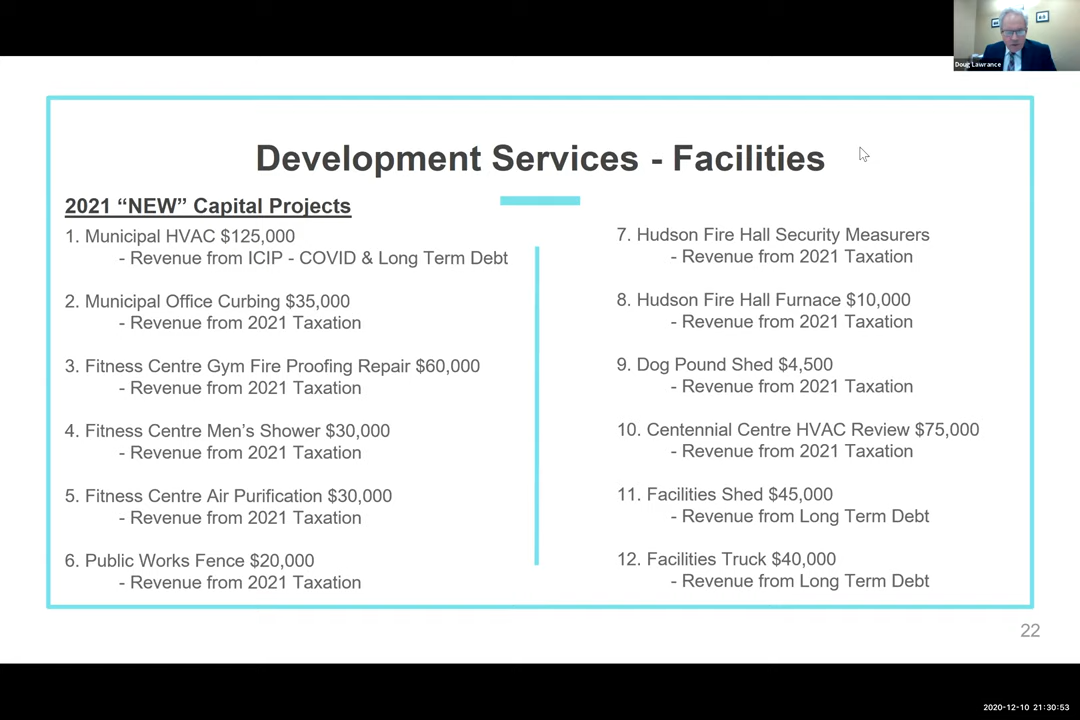 Doug Lawrance
Development Services - Facilities
2021 “NEW” Capital Projects
1. Municipal HVAC $125,000
- Revenue from ICIP - COVID & Long Term Debt
2. Municipal Office Curbing $35,000
- Revenue from 2021 Taxation
3. Fitness Centre Gym Fire Proofing Repair $60,000
- Revenue from 2021 Taxation
4. Fitness Centre Men’s Shower $30,000
- Revenue from 2021 Taxation
5. Fitness Centre Air Purification $30,000
- Revenue from 2021 Taxation
6. Public Works Fence $20,000
- Revenue from 2021 Taxation
7. Hudson Fire Hall Security Measurers
- Revenue from 2021 Taxation
8. Hudson Fire Hall Furnace $10,000
- Revenue from 2021 Taxation
9. Dog Pound Shed $4,500
- Revenue from 2021 Taxation
10. Centennial Centre HVAC Review $75,000
- Revenue from 2021 Taxation
11. Facilities Shed $45,000
- Revenue from Long Term Debt
12. Facilities Truck $40,000
- Revenue from Long Term Debt
22
2020-12-10 21:30:53